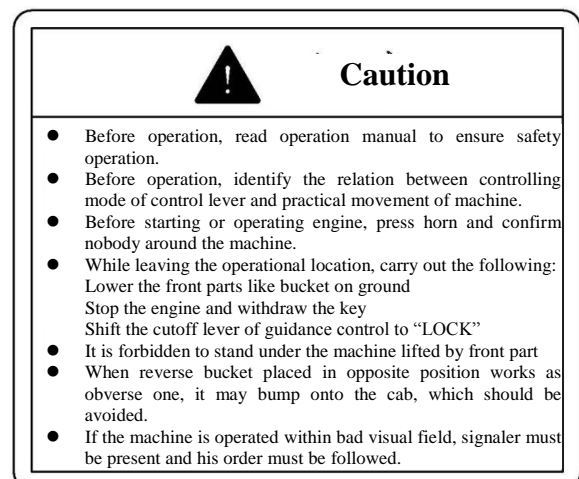 Caution
● Before operation, read operation manual to ensure safety
operation.
● Before operation, identify the relation between controlling
mode of control lever and practical movement of machine.
● Before starting or operating engine, press horn and confirm
nobody around the machine.
● While leaving the operational location, carry out the following:
Lower the front parts like bucket on ground
Stop the engine and withdraw the key
Shift the cutoff lever of guidance control to “LOCK”
● It is forbidden to stand under the machine lifted by front part
● When reverse bucket placed in opposite position works as
obverse one, it may bump onto the cab, which should be
avoided.
● If the machine is operated within bad visual field, signaler must
be present and his order must be followed.